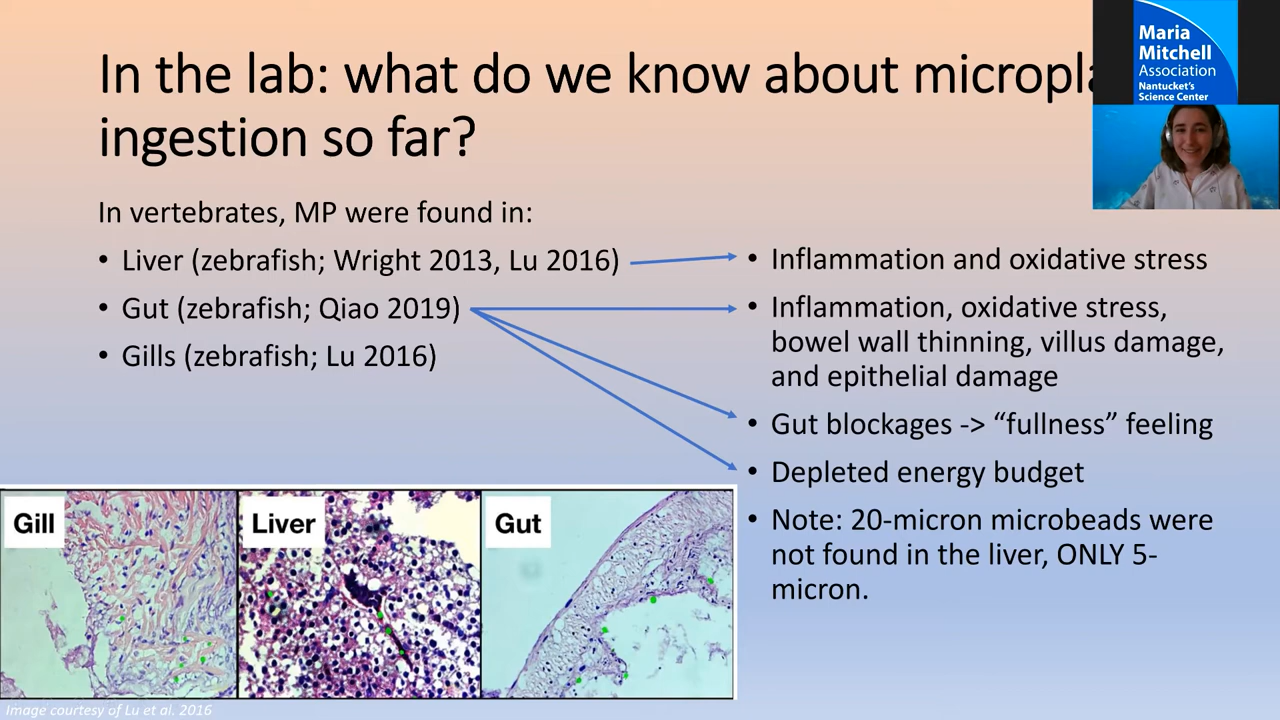 In the lab: what do we know about micropla
ingestion so far?
Maria
Mitchell
Association
Nantucket's
Science Center
In vertebrates, MP were found in:
• Liver (zebrafish; Wright 2013, Lu 2016)
• Gut (zebrafish; Qiao 2019)
• Gills (zebrafish; Lu 2016)
• Inflammation and oxidative stress
• Inflammation, oxidative stress,
bowel wall thinning, villus damage,
and epithelial damage
• Gut blockages -> “fullness” feeling
• Depleted energy budget
• Note: 20-micron microbeads were
not found in the liver, ONLY 5-
micron.
Gill
Liver
Gut
Image courtesy of Lu et al. 2016